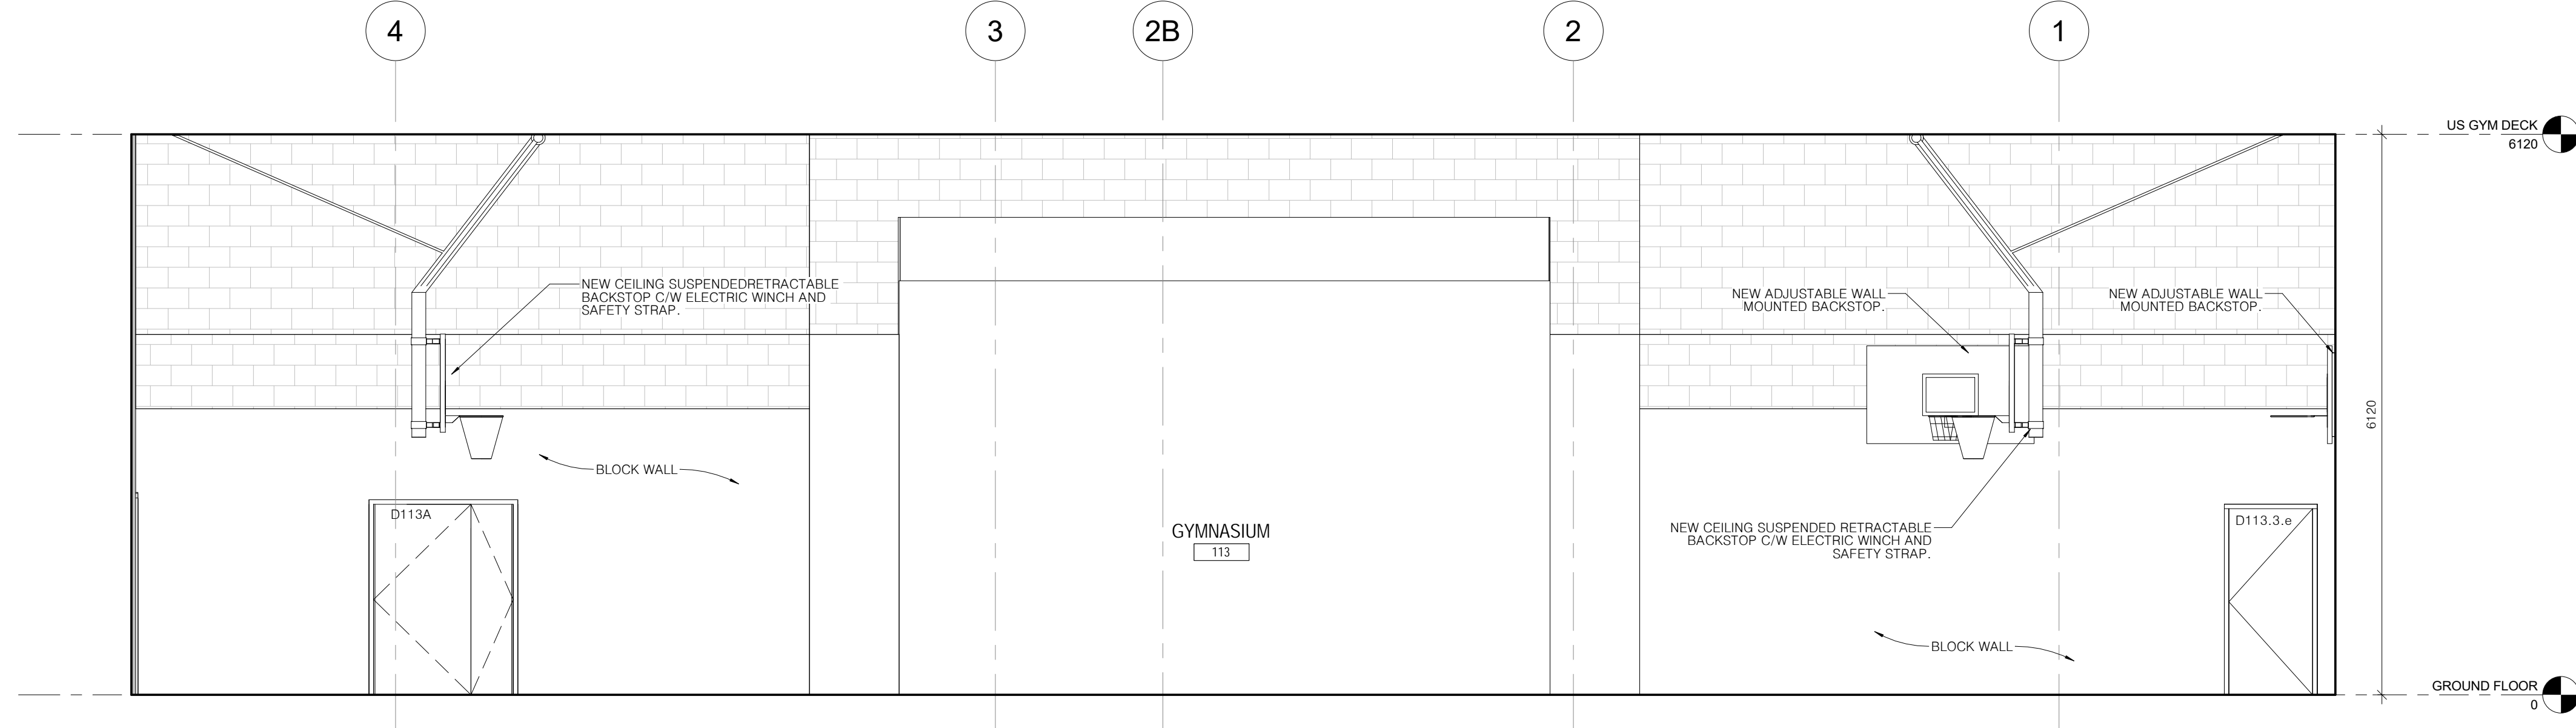 4
3
2B
2
1
US GYM DECK
6120
NEW CEILING SUSPENDEDRETRACTABLE
BACKSTOP C/W ELECTRIC WINCH AND
SAFETY STRAP.
NEW ADJUSTABLE WALL
MOUNTED BACKSTOP.
NEW ADJUSTABLE WALL
MOUNTED BACKSTOP.
6120
BLOCK WALL
D113A
GYMNASIUM
113
NEW CEILING SUSPENDED RETRACTABLE
BACKSTOP C/W ELECTRIC WINCH AND
SAFETY STRAP.
D113.3.e
BLOCK WALL
GROUND FLOOR
0